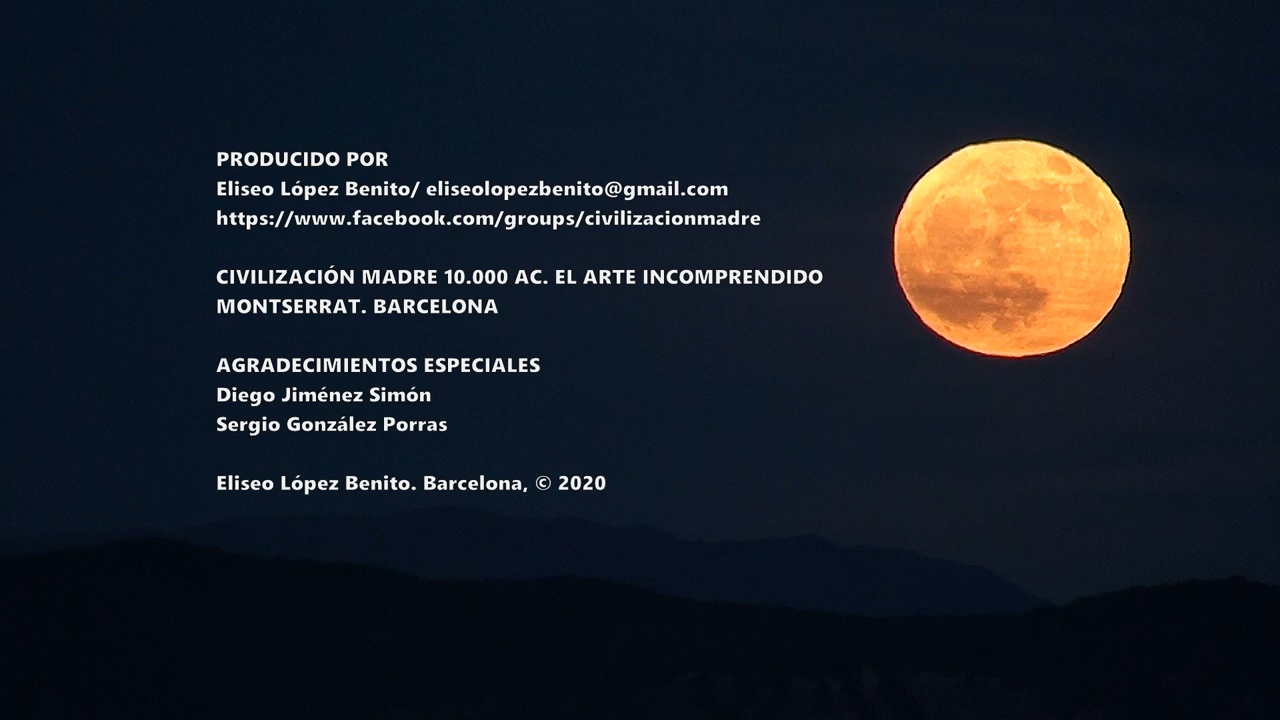 PRODUCIDO POR
Eliseo López Benito/ eliseolopezbenito@gmail.com
https://www.facebook.com/groups/civilizacionmadre
CIVILIZACIÓN MADRE 10.000 AC. EL ARTE INCOMPRENDIDO
MONTSERRAT. BARCELONA
AGRADECIMIENTOS ESPECIALES
Diego Jiménez Simón
Sergio González Porras
Eliseo López Benito. Barcelona, © 2020